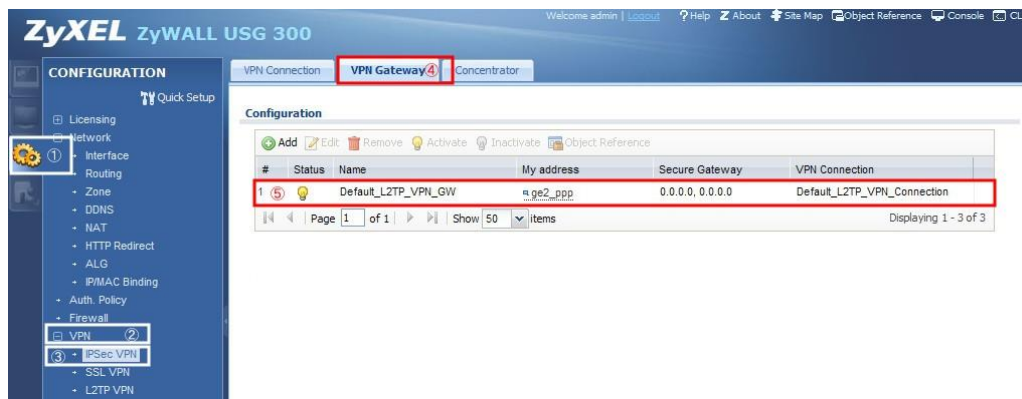 Welcome admin | Logout ?Help Z About Site Map Object Reference Console CL
ZyXEL ZyWALL USG 300
CONFIGURATION
Quick Setup
Licensing
Network
① Interface
Routing
Zone
DDNS
NAT
HTTP Redirect
ALG
IP/MAC Binding
Auth. Policy
Firewall
VPN ②
③ IPSec VPN
SSL VPN
L2TP VPN
VPN Connection VPN Gateway④ Concentrator
Configuration
Add Edit Remove Activate Inactivate Object Reference
# Status Name My address Secure Gateway VPN Connection
1 ⑤ Default_L2TP_VPN_GW ge2_ppp 0.0.0.0, 0.0.0.0 Default_L2TP_VPN_Connection
Page 1 of 1 Show 50 items Displaying 1 - 3 of 3